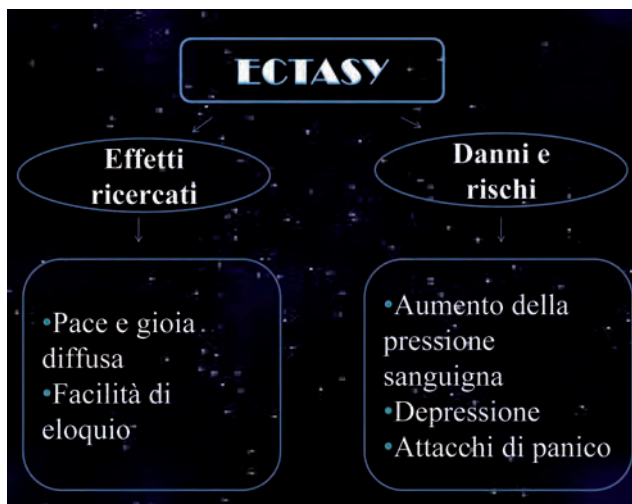 ECTASY
Effetti
ricercati
Danni e
rischi
•Pace e gioia
diffusa
•Facilità di
eloquio
•Aumento della
pressione
sanguigna
•Depressione
•Attacchi di panico